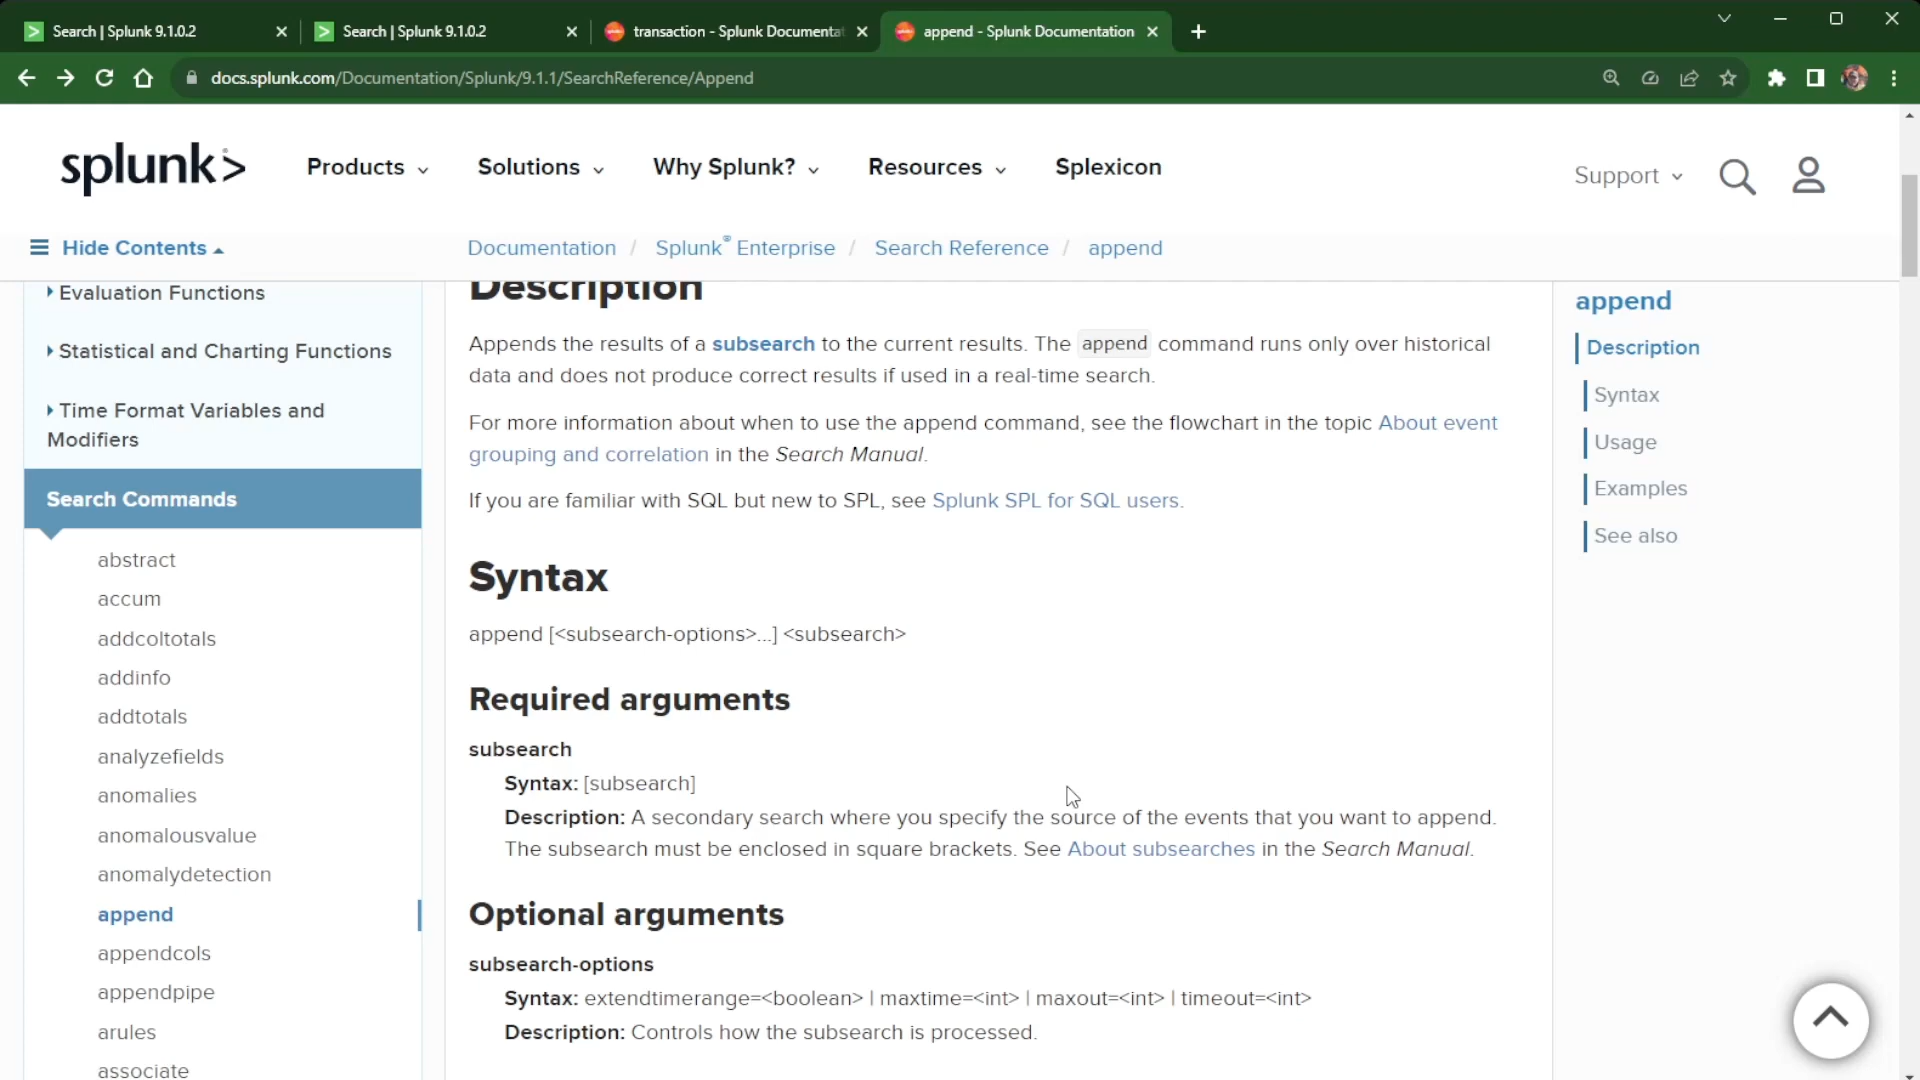 Search | Splunk 9.1.0.2
Search | Splunk 9.1.0.2
transaction - Splunk Documentat
append - Splunk Documentation
docs.splunk.com/Documentation/Splunk/9.1.1/SearchReference/Append
splunk>
Products
Solutions
Why Splunk?
Resources
Splexicon
Support
Hide Contents
Documentation / Splunk® Enterprise / Search Reference / append
Evaluation Functions
Statistical and Charting Functions
Time Format Variables and
Modifiers
Search Commands
abstract
accum
addcoltotals
addinfo
addtotals
analyzefields
anomalies
anomalousvalue
anomalydetection
append
appendcols
appendpipe
arules
associate
Description
Appends the results of a subsearch to the current results. The append command runs only over historical
data and does not produce correct results if used in a real-time search.
For more information about when to use the append command, see the flowchart in the topic About event
grouping and correlation in the Search Manual.
If you are familiar with SQL but new to SPL, see Splunk SPL for SQL users.
Syntax
append [<subsearch-options>...] <subsearch>
Required arguments
subsearch
Syntax: [subsearch]
Description: A secondary search where you specify the source of the events that you want to append.
The subsearch must be enclosed in square brackets. See About subsearches in the Search Manual.
Optional arguments
subsearch-options
Syntax: extendtimerange=<boolean> | maxtime=<int> | maxout=<int> | timeout=<int>
Description: Controls how the subsearch is processed.
append
Description
Syntax
Usage
Examples
See also